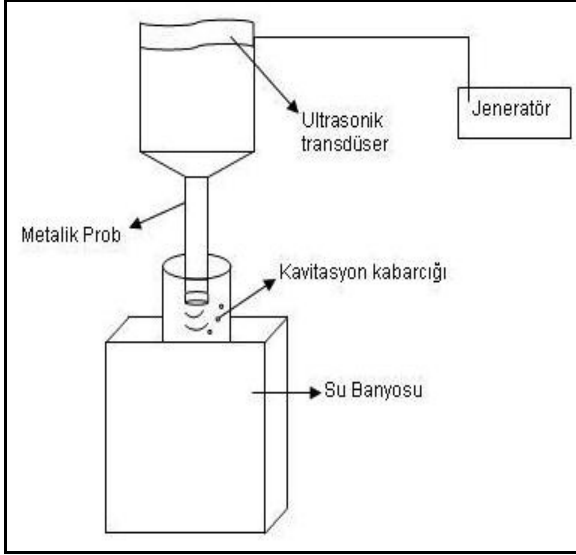 Jeneratör
Ultrasonik
transdüser
Metalik Prob
Kavitasyon kabarcığı
Su Banyosu